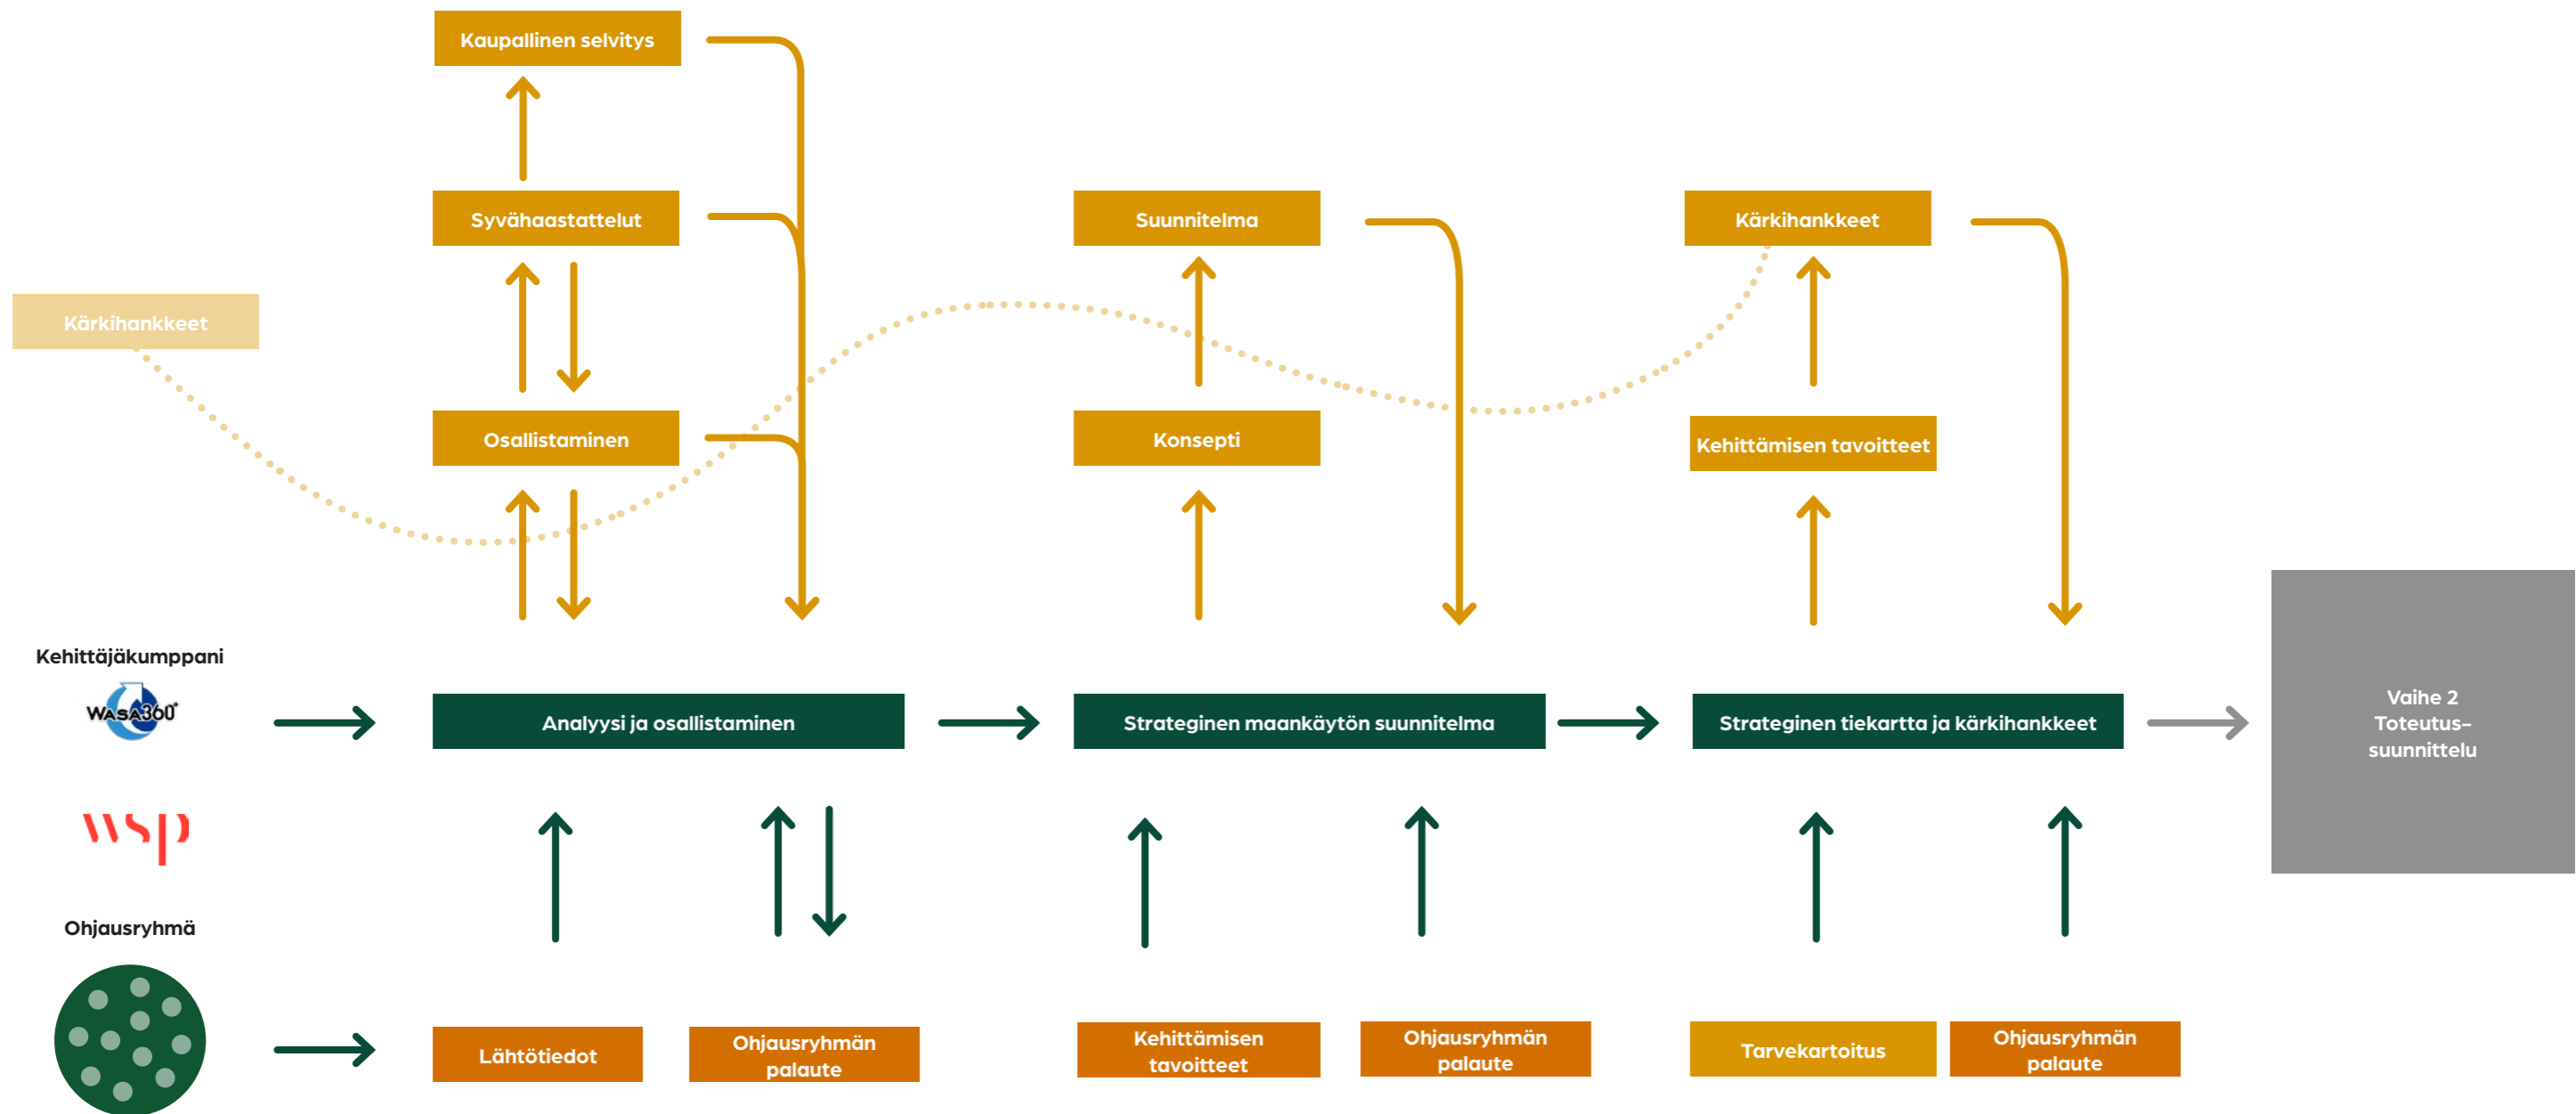 Kaupallinen selvitys
Syvähaastattelut
Suunnitelma
Kärkihankkeet
Kärkihankkeet
Osallistaminen
Konsepti
Kehittämisen tavoitteet
Kehittäjäkumppani
WASA360°
Analyysi ja osallistaminen
Strateginen maankäytön suunnitelma
Strateginen tiekartta ja kärkihankkeet
Vaihe 2
Toteutus-
suunnittelu
wsp
Ohjausryhmä
Lähtötiedot
Ohjausryhmän
palaute
Kehittämisen
tavoitteet
Ohjausryhmän
palaute
Tarvekartoitus
Ohjausryhmän
palaute